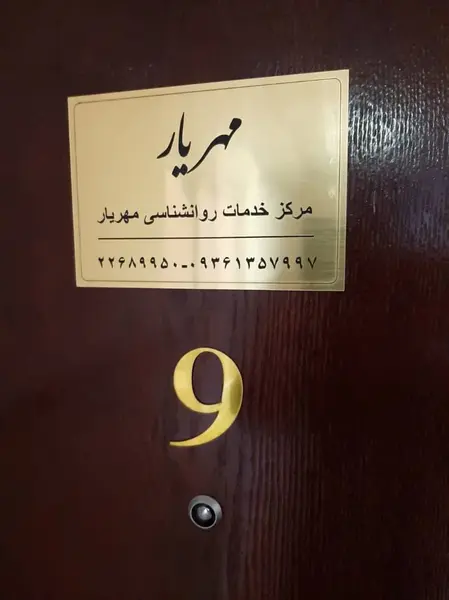 مهریار
مرکز خدمات روانشناسی مهریار
۲۲۶۸۹۹۵۰-۰۹۳۶۱۳۵۷۹۹۷
9